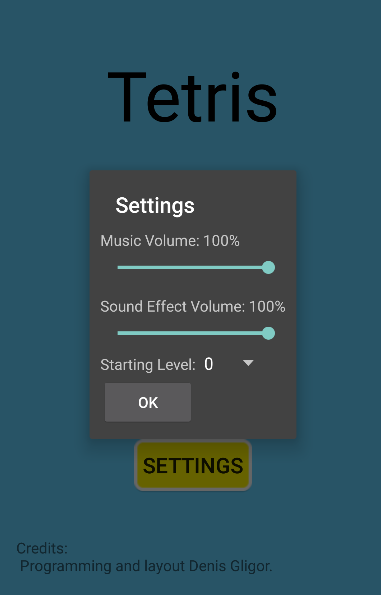 Tetris
Settings
Music Volume: 100%
Sound Effect Volume: 100%
Starting Level: 0
OK
SETTINGS
Credits:
Programming and layout Denis Gligor.